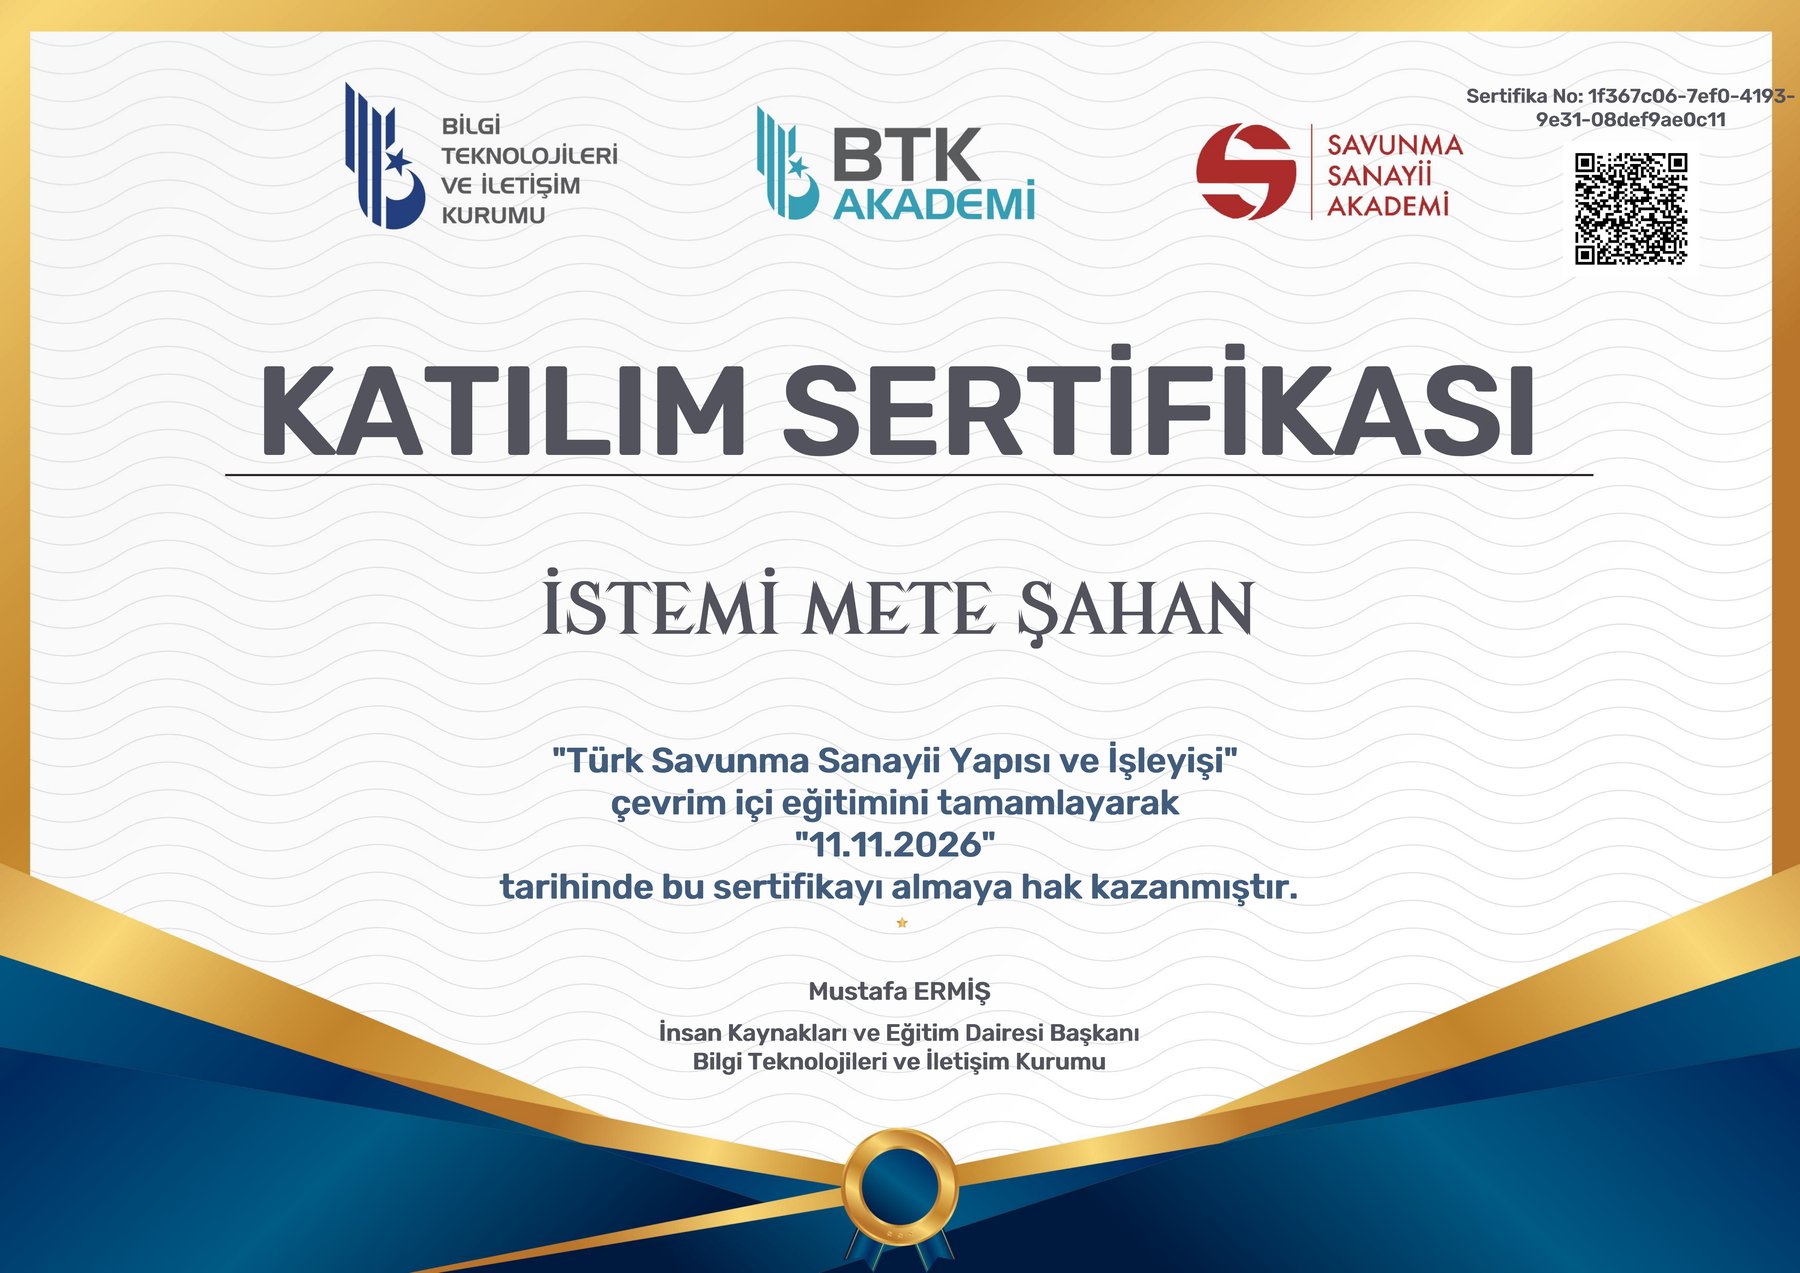 BİLGİ
TEKNOLOJİLERİ
VE İLETİŞİM
KURUMU
BTK
AKADEMİ
SAVUNMA
SANAYİİ
AKADEMİ
Sertifika No: 1f367c06-7ef0-4193-
9e31-08def9ae0c11
KATILIM SERTİFİKASI
İSTEMİ METE ŞAHAN
"Türk Savunma Sanayii Yapısı ve İşleyişi"
çevrim içi eğitimini tamamlayarak
"11.11.2026"
tarihinde bu sertifikayı almaya hak kazanmıştır.
Mustafa ERMİŞ
İnsan Kaynakları ve Eğitim Dairesi Başkanı
Bilgi Teknolojileri ve İletişim Kurumu